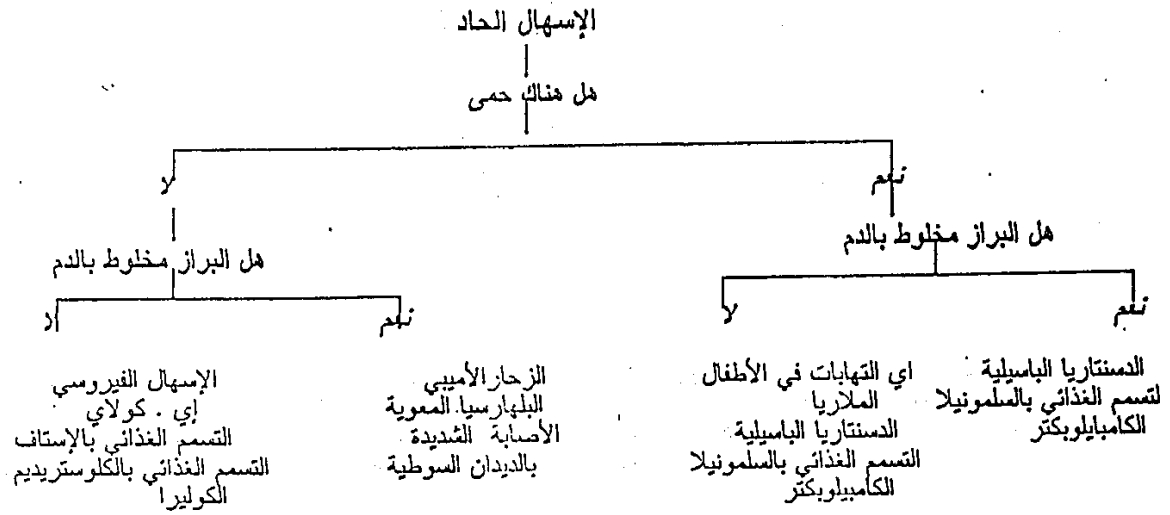 الإسهال الحاد
هل هناك حمى
نعم
لا
هل البراز مخلوط بالدم
هل البراز مخلوط بالدم
نعم
لا
نعم
لا
الدسنتاريا الباسيلية
لتسمم الغذائي بالسلمونيلا
الكامبايلوبكتر
اي التهابات في الأطفال
الملاريا
الدسنتاريا الباسيلية
التسمم الغذائي بالسلمونيلا
الكامبيلوبكتر
الزحار الأميبي
البلهارسيا المعوية
الأصابة الشديدة
بالديدان السوطية
الإسهال الفيروسي
إي . كولاي
التسمم الغذائي بالإستاف
التسمم الغذائي بالكلوستريديم
الكوليرا